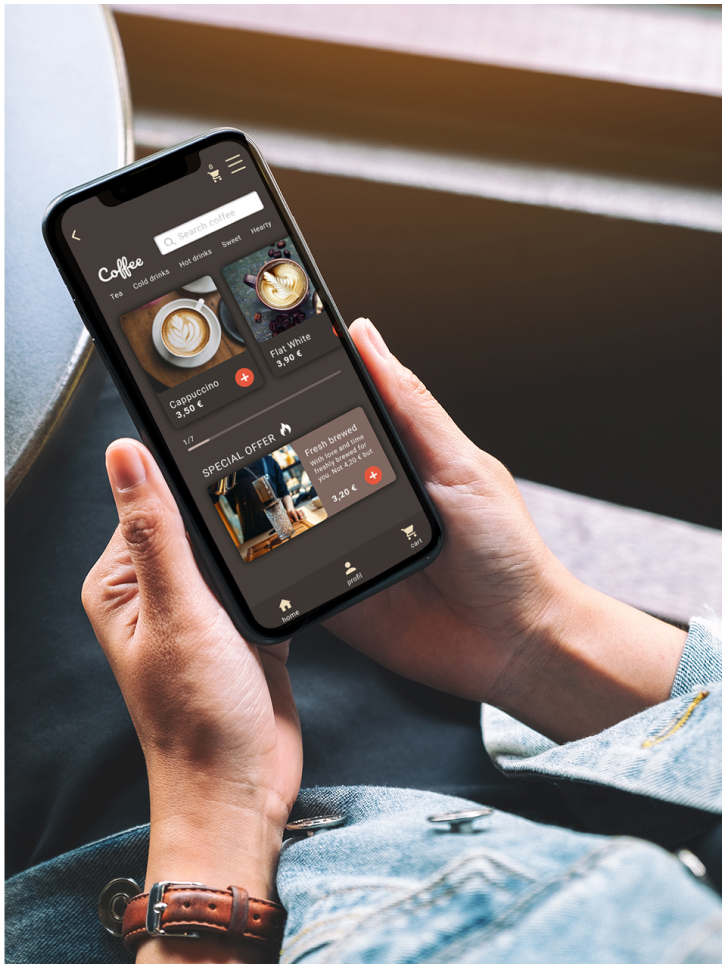 0
Search coffee
Coffee
Tea Cold drinks Hot drinks Sweet Hearty
Cappuccino
3,50 €
Flat White
3,90 €
1/7
SPECIAL OFFER
Fresh brewed
With love and time
freshly brewed for
you. Not 4,20 € but
3,20 €
home
profil
cart